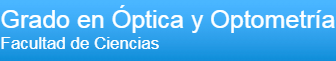 Grado en Óptica y Optometría
Facultad de Ciencias